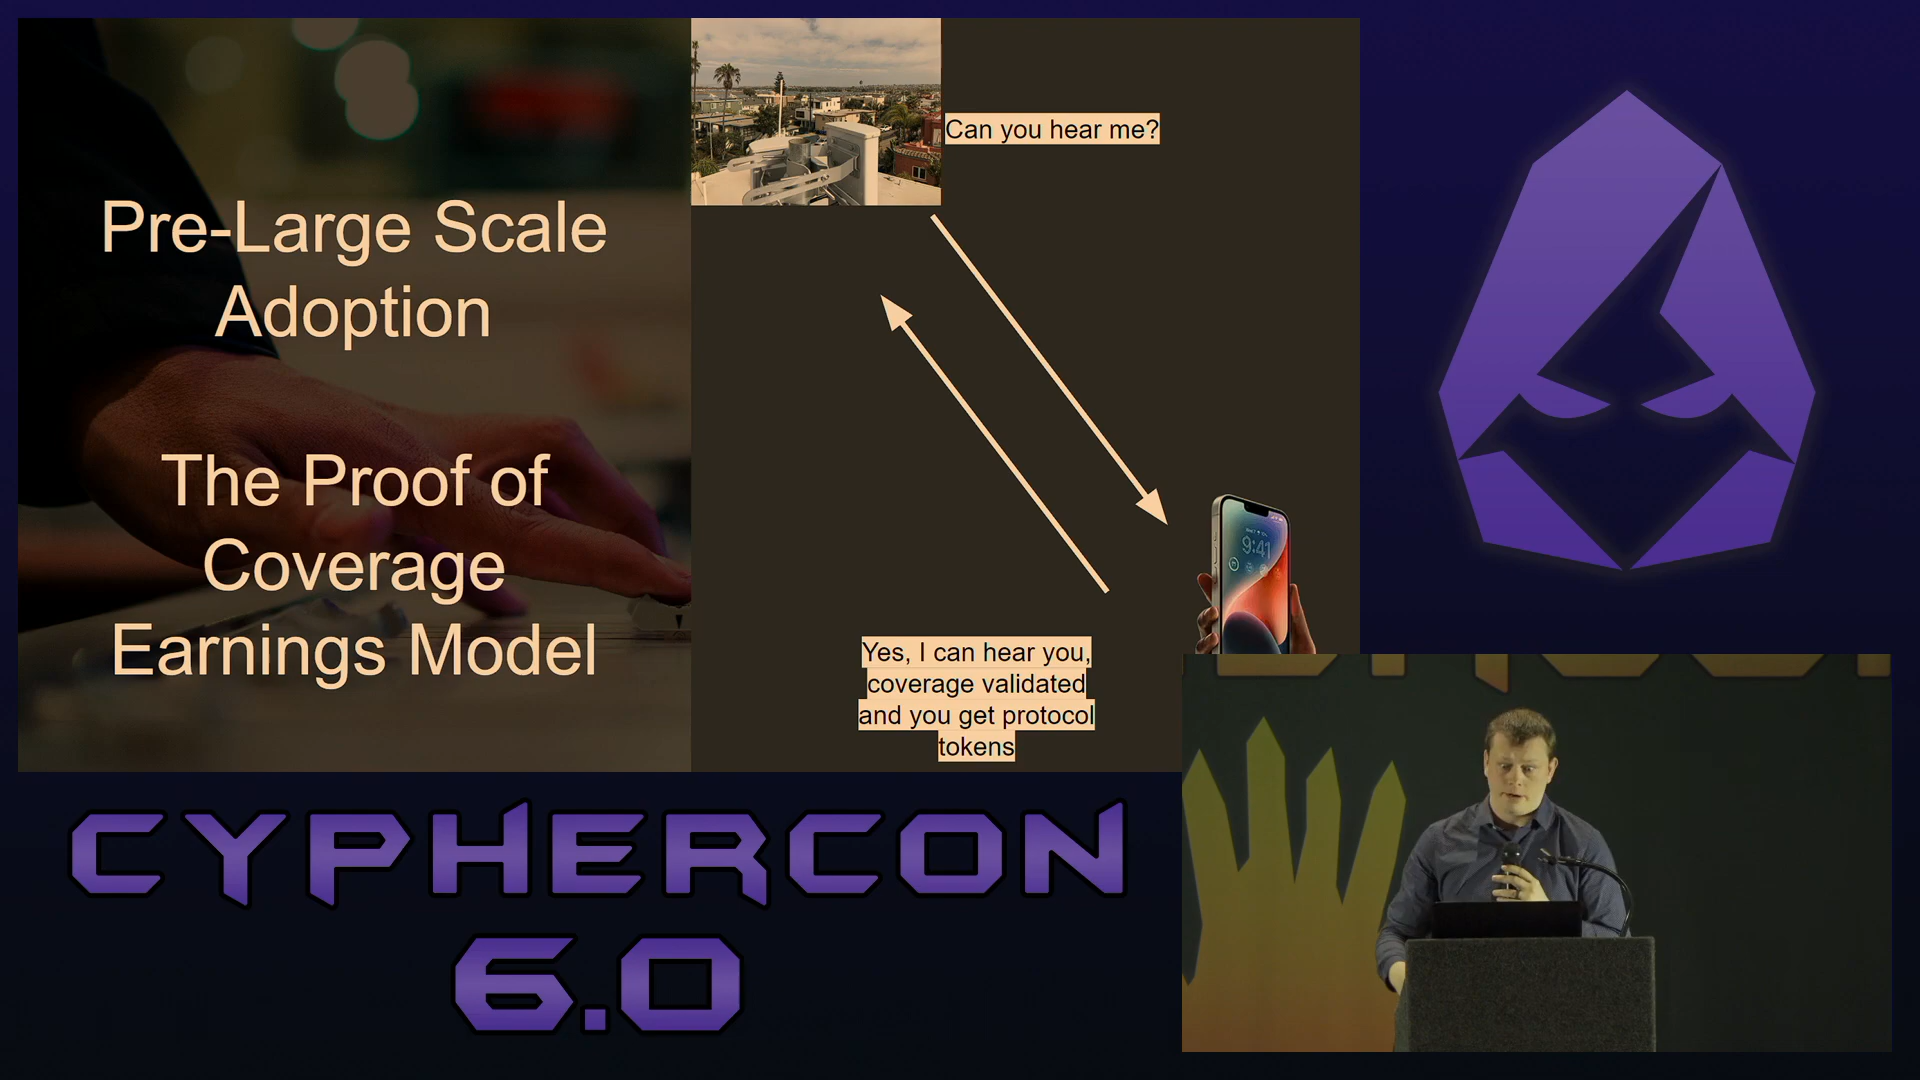 Pre-Large Scale
Adoption
The Proof of
Coverage
Earnings Model
Can you hear me?
9:41
Yes, I can hear you,
coverage validated
and you get protocol
tokens
CYPHERCON
6.0